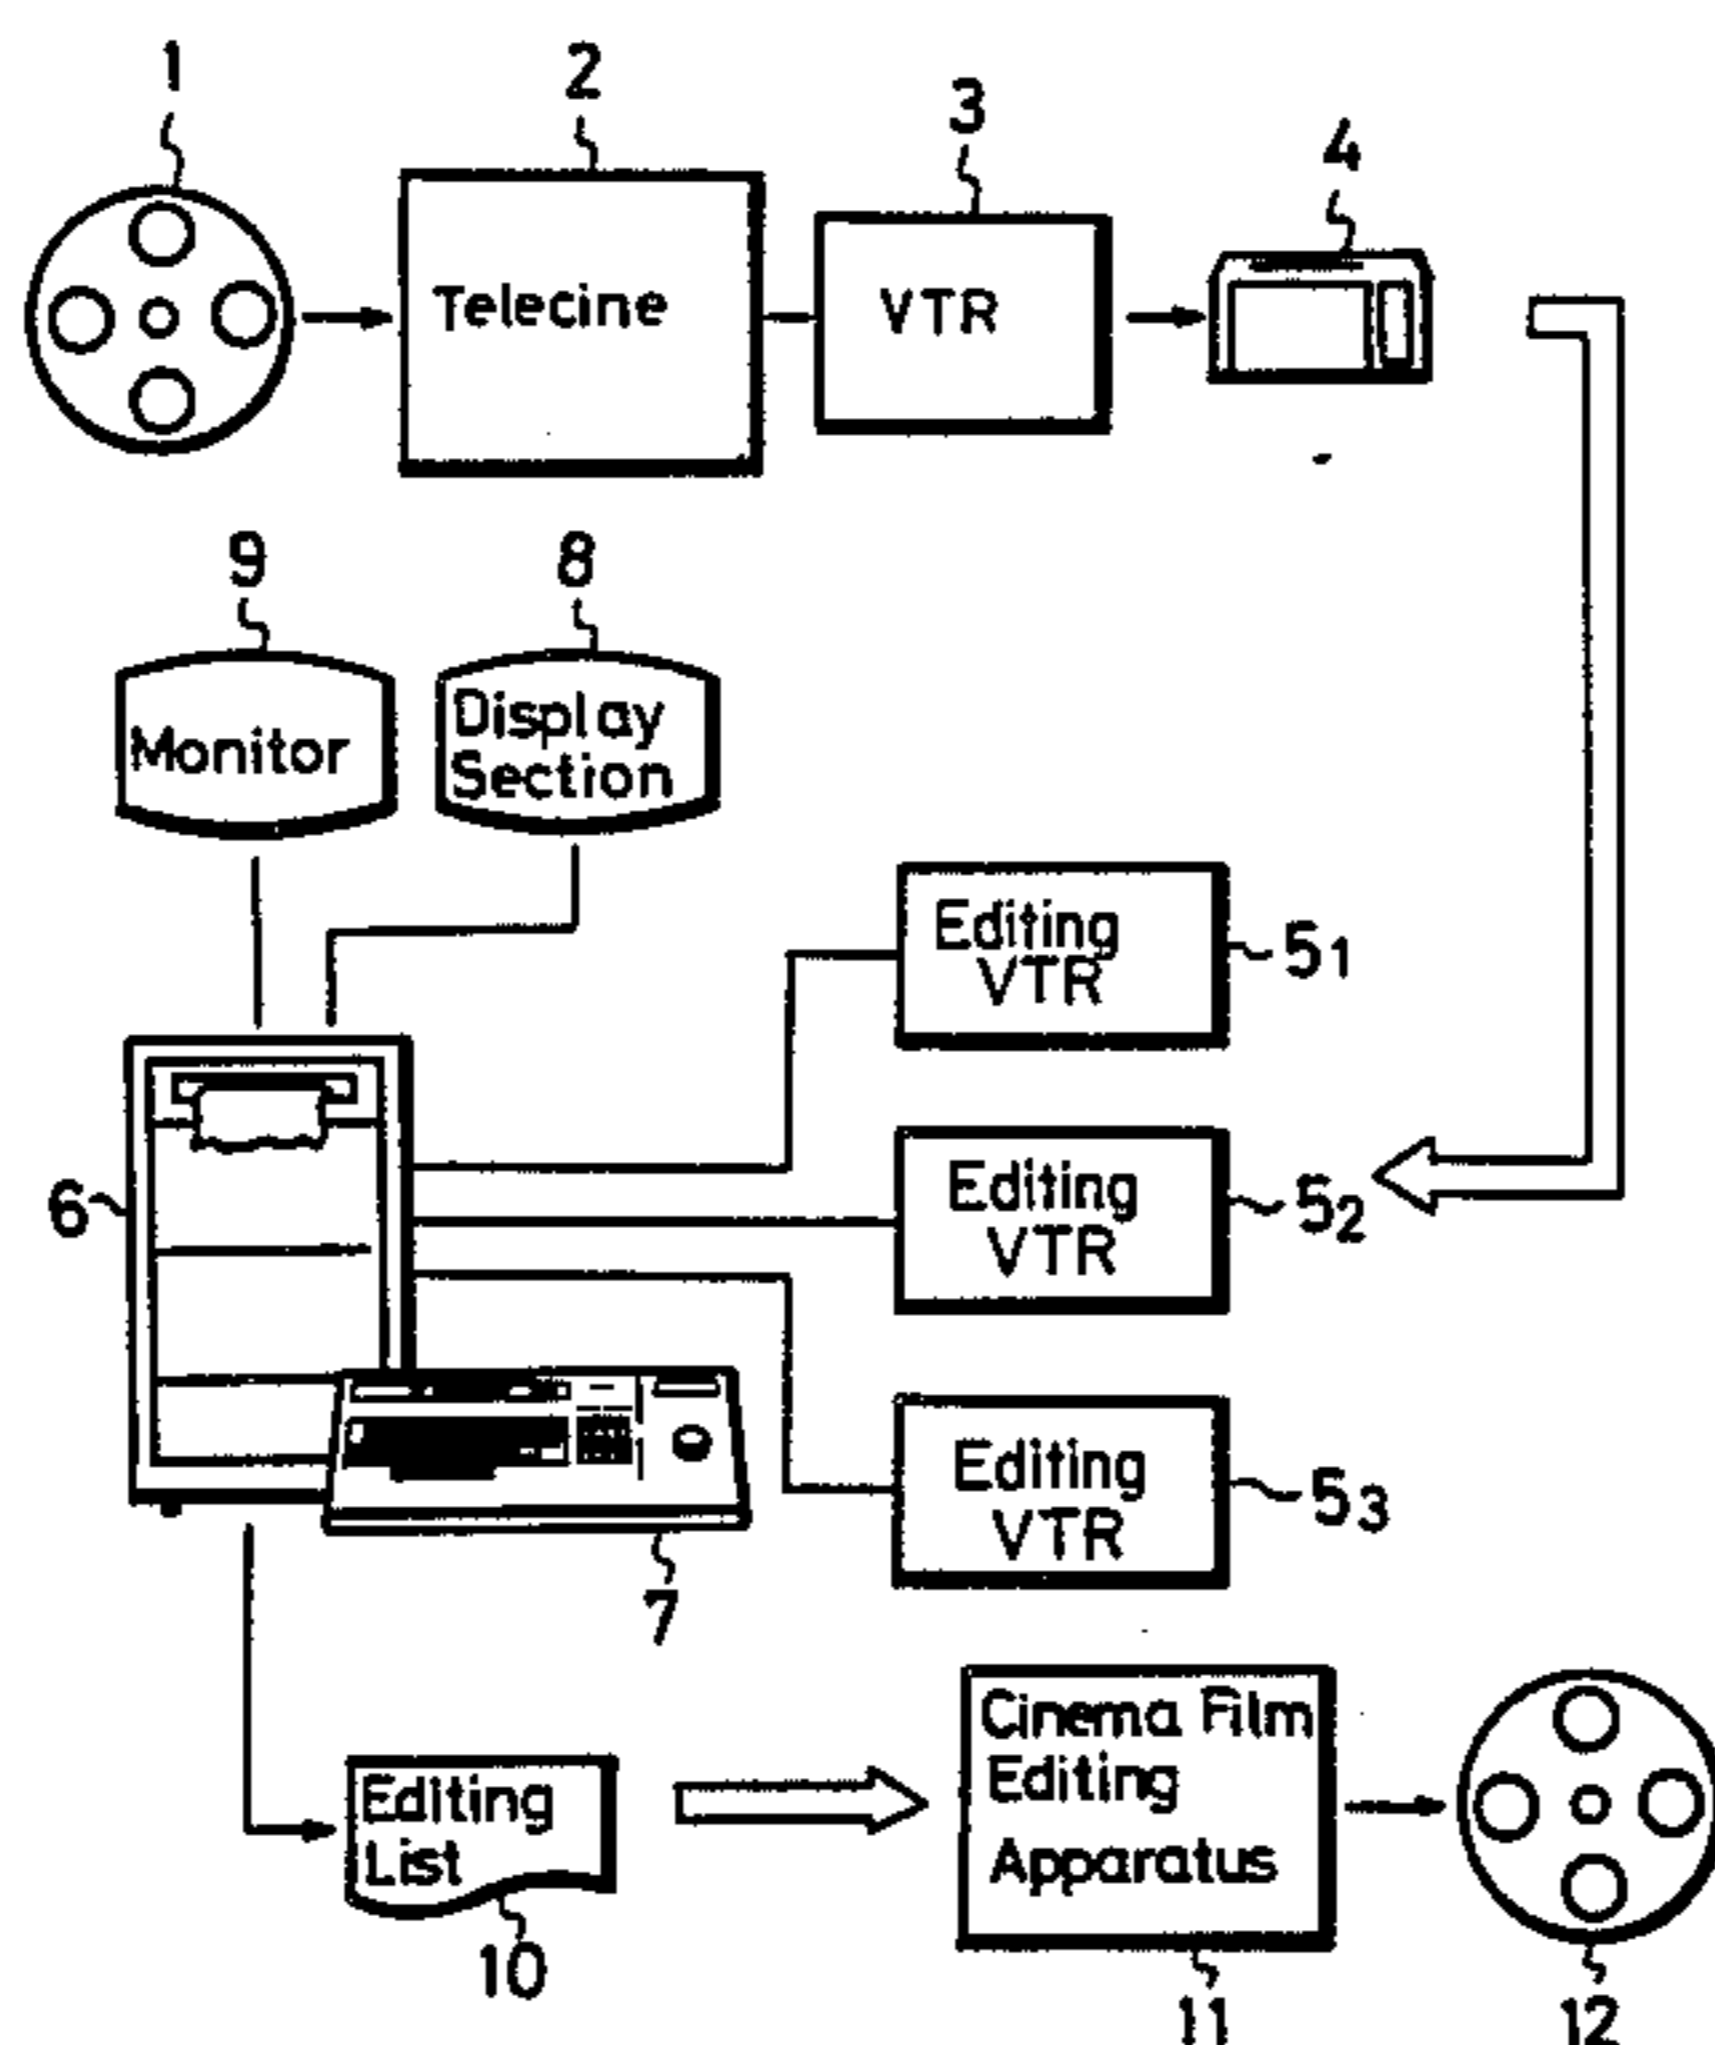 1
2
3
4
Telecine
VTR
9
8
Monitor
Display
Section
Editing
VTR
51
6
Editing
VTR
52
Editing
VTR
53
7
Editing
List
10
Cinema Film
Editing
Apparatus
11
12